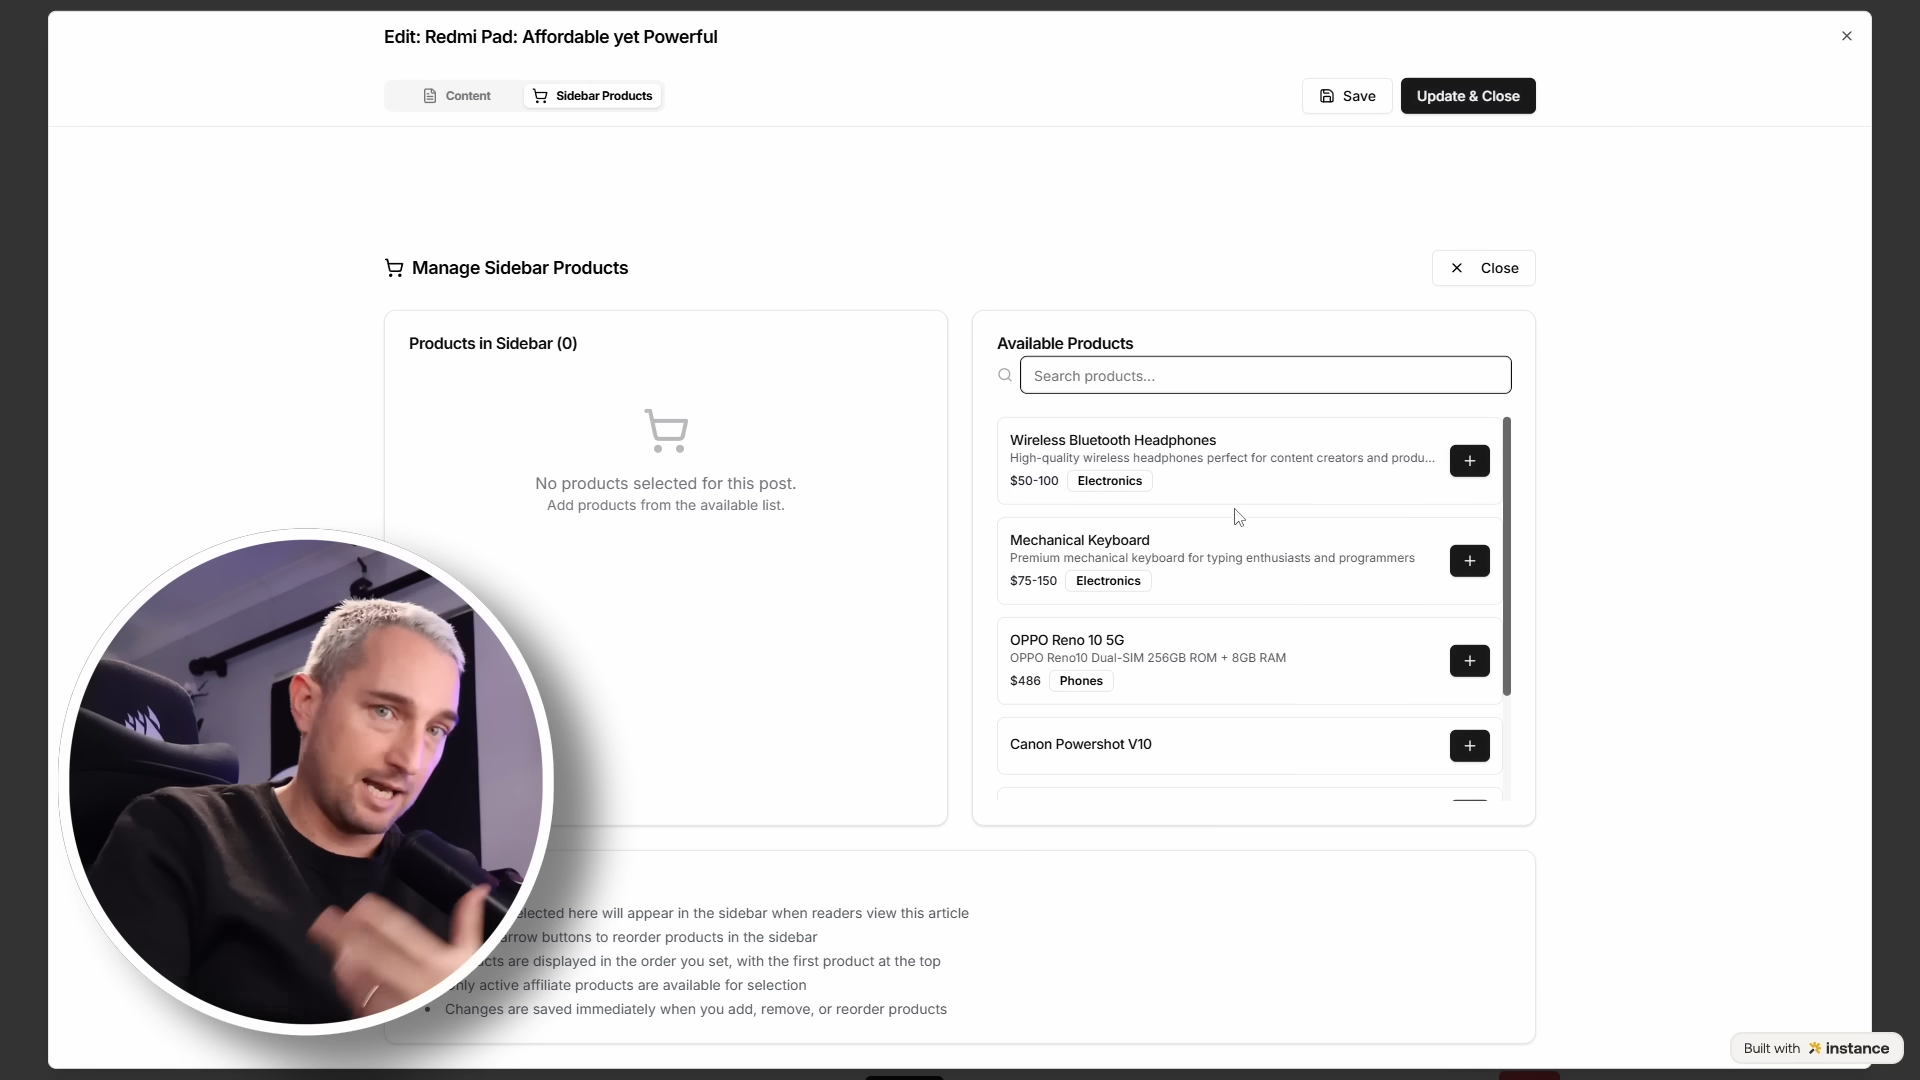 Edit: Redmi Pad: Affordable yet Powerful
Content
Sidebar Products
Save
Update & Close
Manage Sidebar Products
Close
Products in Sidebar (0)
No products selected for this post.
Add products from the available list.
Available Products
Search products...
Wireless Bluetooth Headphones
High-quality wireless headphones perfect for content creators and produ...
$50-100 Electronics
Mechanical Keyboard
Premium mechanical keyboard for typing enthusiasts and programmers
$75-150 Electronics
OPPO Reno 10 5G
OPPO Reno10 Dual-SIM 256GB ROM + 8GB RAM
$486 Phones
Canon Powershot V10
selected here will appear in the sidebar when readers view this article
arrow buttons to reorder products in the sidebar
are displayed in the order you set, with the first product at the top
only active affiliate products are available for selection
• Changes are saved immediately when you add, remove, or reorder products
Built with instance